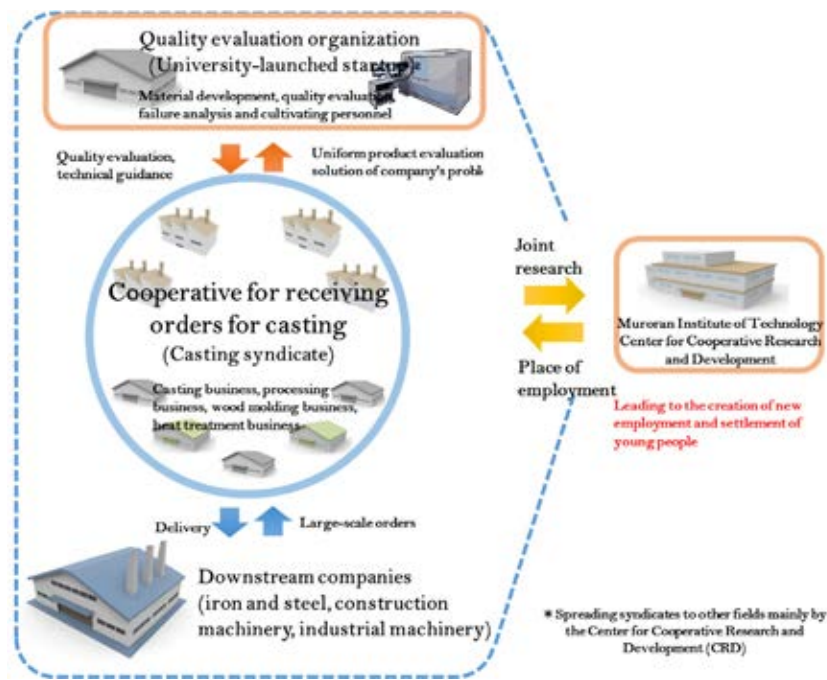 Quality evaluation organization
(University-launched startup)
Material development, quality evaluation,
failure analysis and cultivating personnel
Quality evaluation,
technical guidance
Uniform product evaluation
solution of company's probl
Cooperative for receiving
orders for casting
(Casting syndicate)
Casting business, processing
business, wood molding business,
heat treatment business
Delivery
Large-scale orders
Downstream companies
(iron and steel, construction
machinery, industrial machinery)
Joint
research
Place of
employment
Muroran Institute of Technology
Center for Cooperative Research
and Development
Leading to the creation of new
employment and settlement of
young people
* Spreading syndicates to other fields mainly by
the Center for Cooperative Research and
Development (CRD)